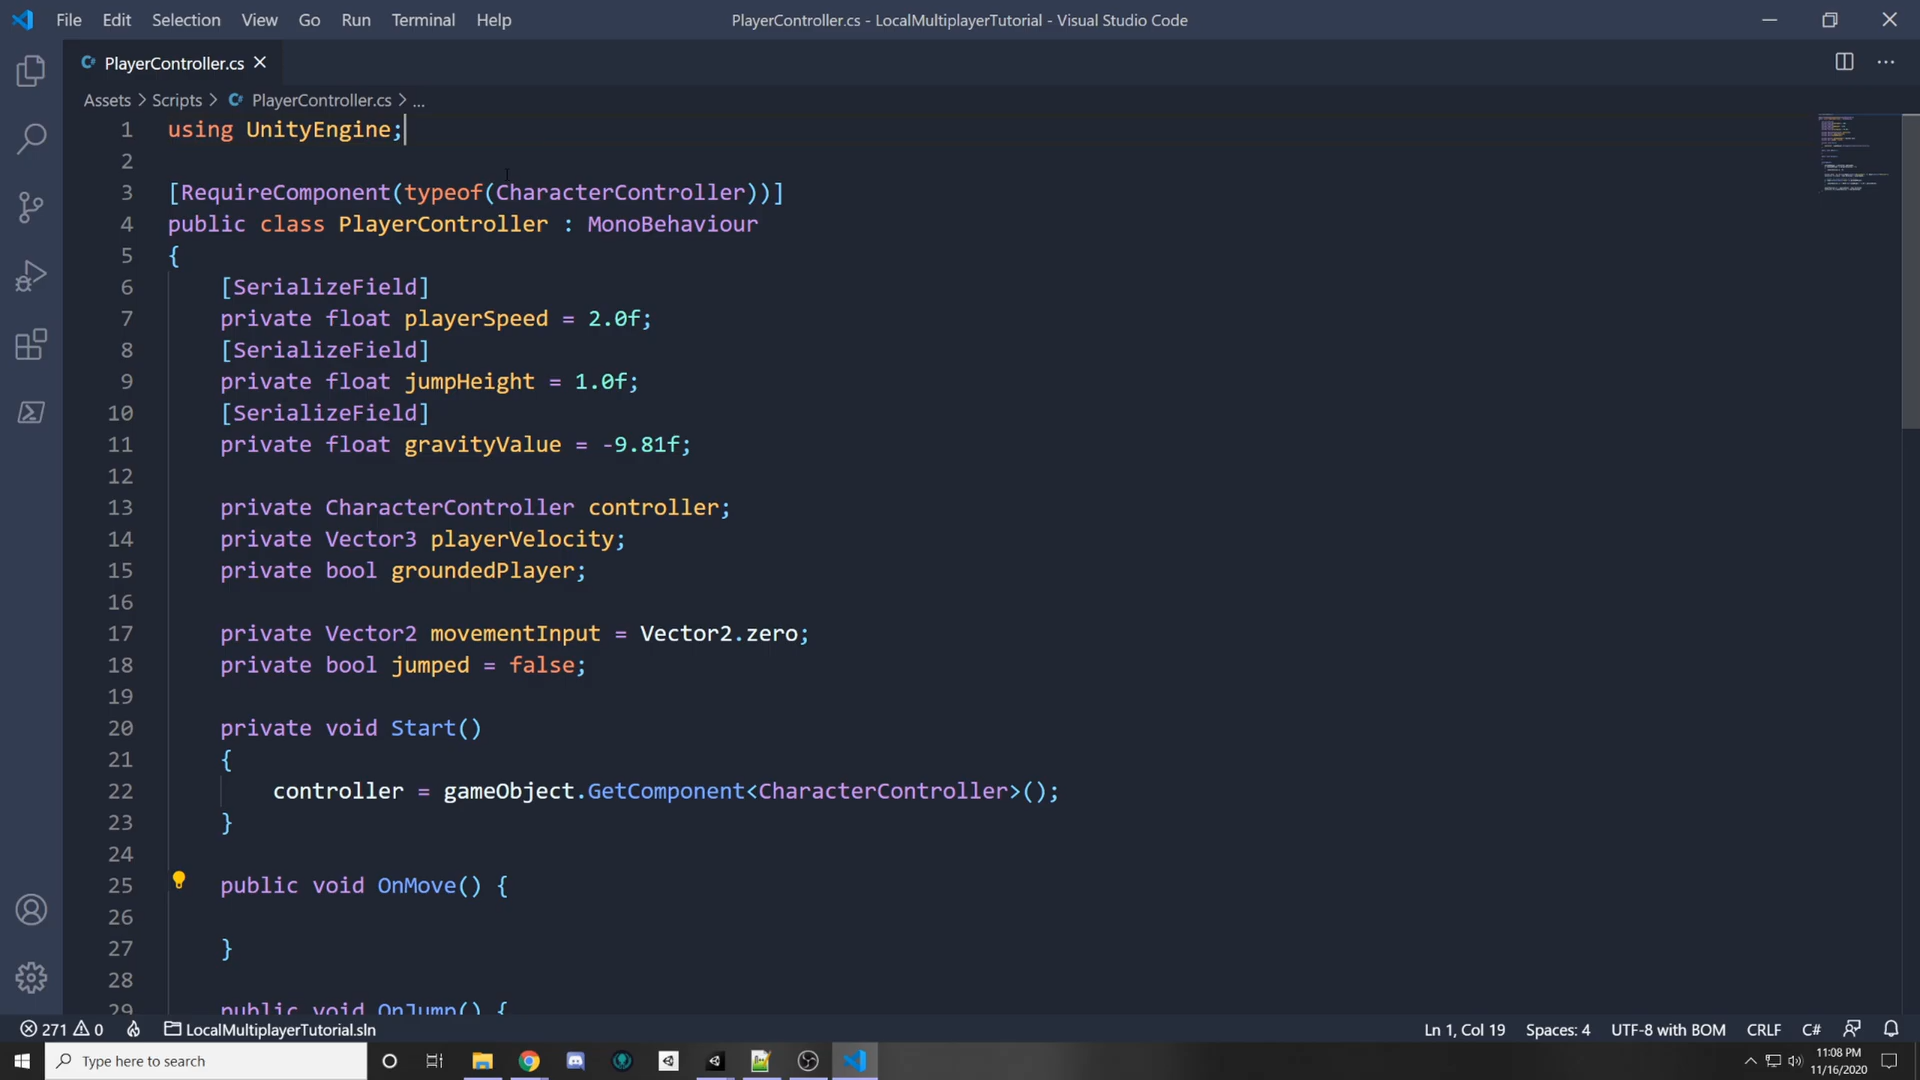 File Edit Selection View Go Run Terminal Help
PlayerController.cs - LocalMultiplayerTutorial - Visual Studio Code
PlayerController.cs
Assets > Scripts > PlayerController.cs > ...
1 using UnityEngine;
2
3 [RequireComponent(typeof(CharacterController))]
4 public class PlayerController : MonoBehaviour
5 {
6 [SerializeField]
7 private float playerSpeed = 2.0f;
8 [SerializeField]
9 private float jumpHeight = 1.0f;
10 [SerializeField]
11 private float gravityValue = -9.81f;
12
13 private CharacterController controller;
14 private Vector3 playerVelocity;
15 private bool groundedPlayer;
16
17 private Vector2 movementInput = Vector2.zero;
18 private bool jumped = false;
19
20 private void Start()
21 {
22 controller = gameObject.GetComponent<CharacterController>();
23 }
24
25 public void OnMove() {
26
27 }
28
29 public void OnJump() {
271 0 LocalMultiplayerTutorial.sln Ln 1, Col 19 Spaces: 4 UTF-8 with BOM CRLF C#
Type here to search
11:08 PM
11/16/2020